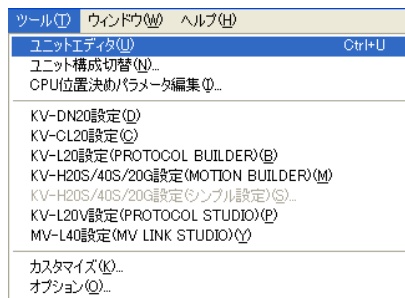 ツール(T) ウィンドウ(W) ヘルプ(H)
ユニットエディタ(U) Ctrl+U
ユニット構成切替(N)...
CPU位置決めパラメータ編集(I)...
KV-DN20設定(D)
KV-CL20設定(C)
KV-L20設定(PROTOCOL BUILDER)(B)
KV-H20S/40S/20G設定(MOTION BUILDER)(M)
KV-H20S/40S/20G設定(シンプル設定)(S)...
KV-L20V設定(PROTOCOL STUDIO)(P)
MV-L40設定(MV LINK STUDIO)(Y)
カスタマイズ(K)...
オプション(O)...